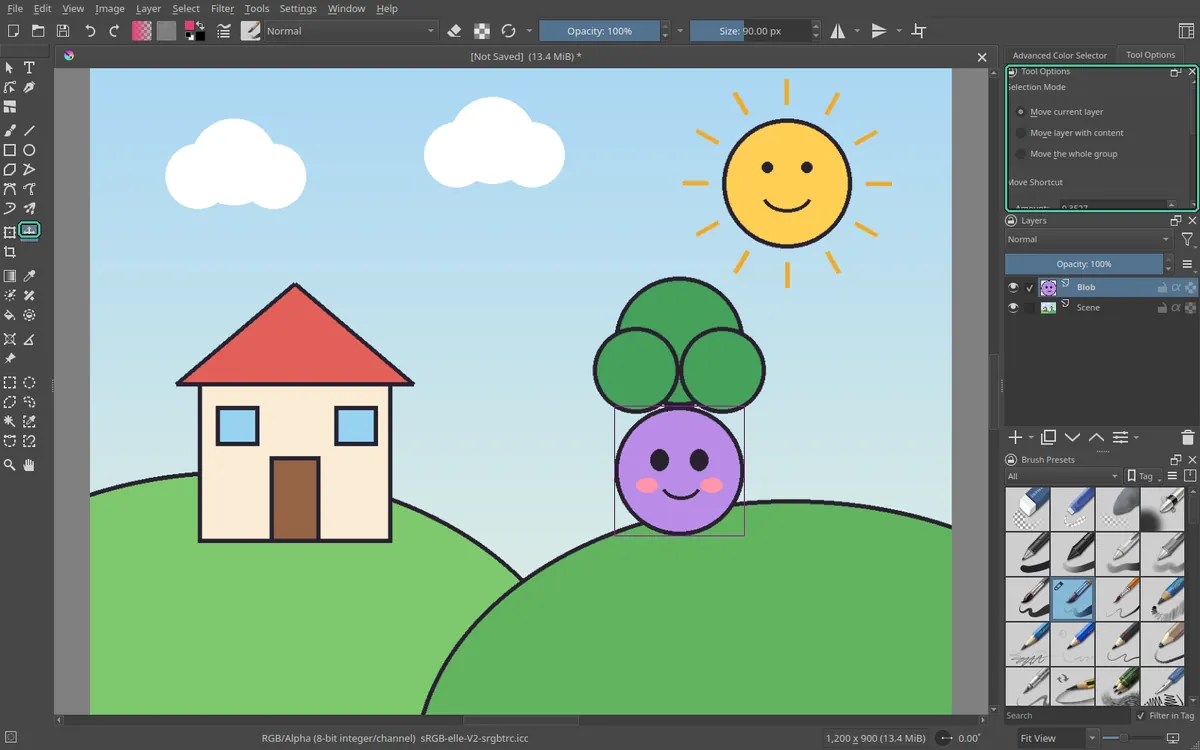 File Edit View Image Layer Select Filter Tools Settings Window Help
Normal Opacity: 100% Size: 90.00 px
[Not Saved] (13.4 MiB) *
Advanced Color Selector Tool Options
Tool Options
Selection Mode
Move current layer
Move layer with content
Move the whole group
Move Shortcut
Amount: 0.3527
Layers
Normal
Opacity: 100%
Blob
Scene
Brush Presets
All Tag
Search Filter in Tag
RGB/Alpha (8-bit integer/channel) sRGB-elle-V2-srgbtrc.icc 1,200 x 900 (13.4 MiB) 0.00° Fit View